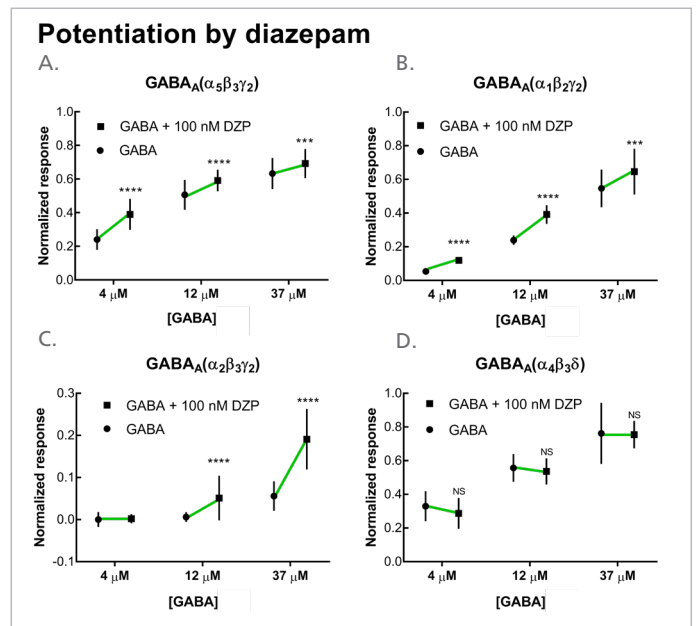 Potentiation by diazepam
A.
GABAA(α5β3γ2)
Normalized response
1.0
0.8
0.6
0.4
0.2
0.0
GABA + 100 nM DZP
GABA
****
****
***
4 μM
12 μM
37 μM
[GABA]
B.
GABAA(α1β2γ2)
Normalized response
1.0
0.8
0.6
0.4
0.2
0.0
GABA + 100 nM DZP
GABA
****
****
***
4 μM
12 μM
37 μM
[GABA]
C.
GABAA(α2β3γ2)
Normalized response
0.3
0.2
0.1
0.0
-0.1
GABA + 100 nM DZP
GABA
****
****
4 μM
12 μM
37 μM
[GABA]
D.
GABAA(α4β3δ)
Normalized response
1.0
0.8
0.6
0.4
0.2
0.0
GABA + 100 nM DZP
GABA
NS
NS
NS
4 μM
12 μM
37 μM
[GABA]